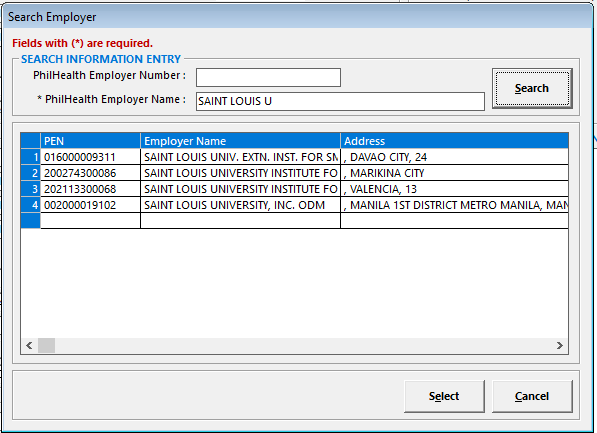 Search Employer
Fields with (*) are required.
SEARCH INFORMATION ENTRY
PhilHealth Employer Number :
* PhilHealth Employer Name : SAINT LOUIS U
Search
PEN Employer Name Address
1 016000009311 SAINT LOUIS UNIV. EXTN. INST. FOR SM , DAVAO CITY, 24
2 200274300086 SAINT LOUIS UNIVERSITY INSTITUTE FO , MARIKINA CITY
3 202113300068 SAINT LOUIS UNIVERSITY INSTITUTE FO , VALENCIA, 13
4 002000019102 SAINT LOUIS UNIVERSITY, INC. ODM , MANILA 1ST DISTRICT METRO MANILA, MAN
Select Cancel